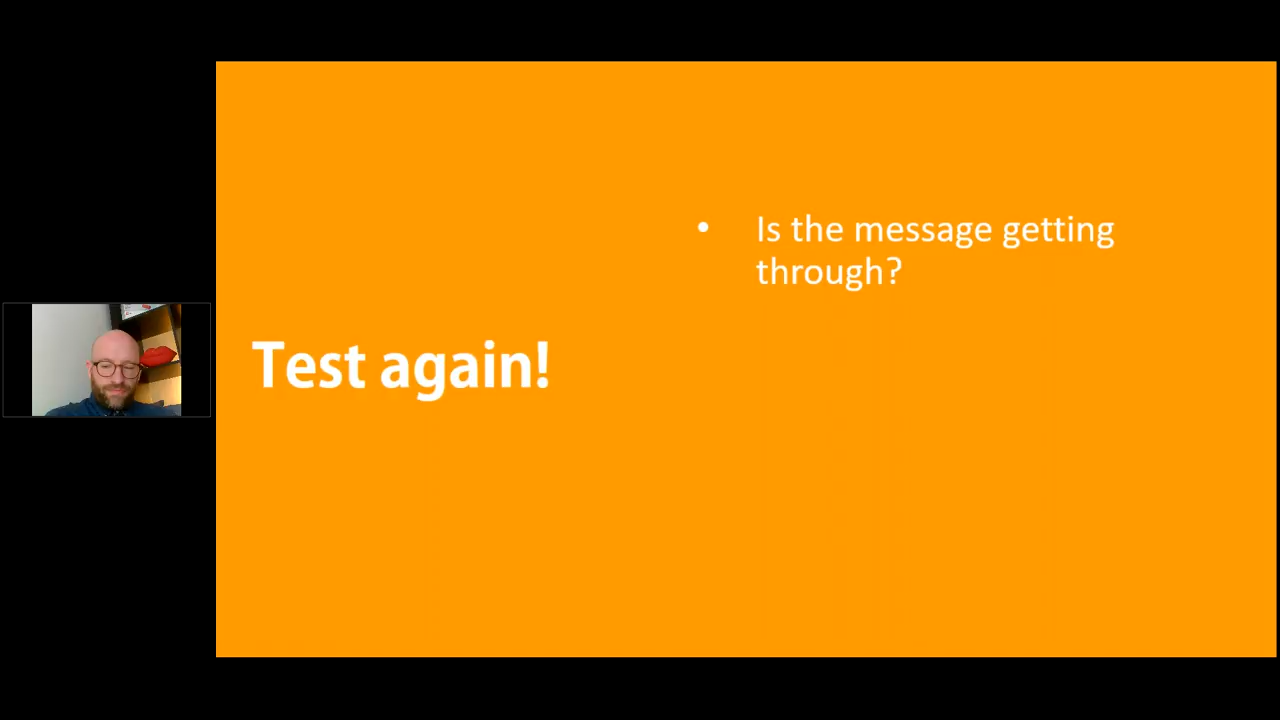 Test again!
• Is the message getting
through?